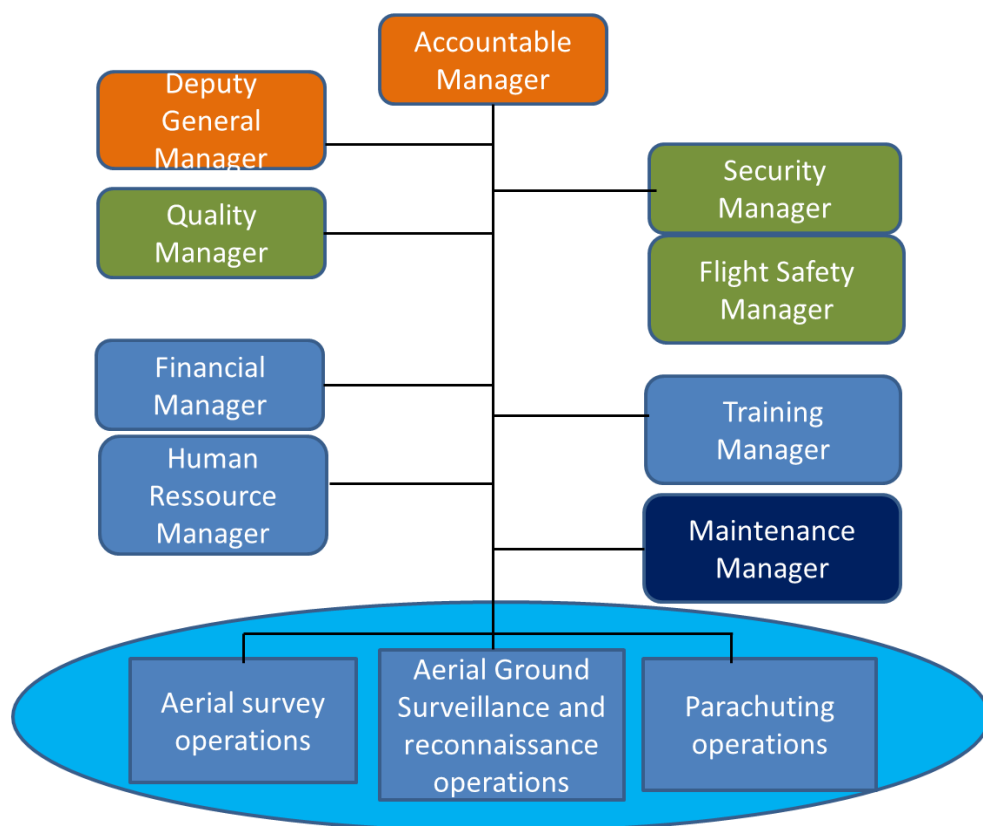 Accountable
Manager
Deputy
General
Manager
Security
Manager
Quality
Manager
Flight Safety
Manager
Financial
Manager
Training
Manager
Human
Ressource
Manager
Maintenance
Manager
Aerial survey
operations
Aerial Ground
Surveillance and
reconnaissance
operations
Parachuting
operations